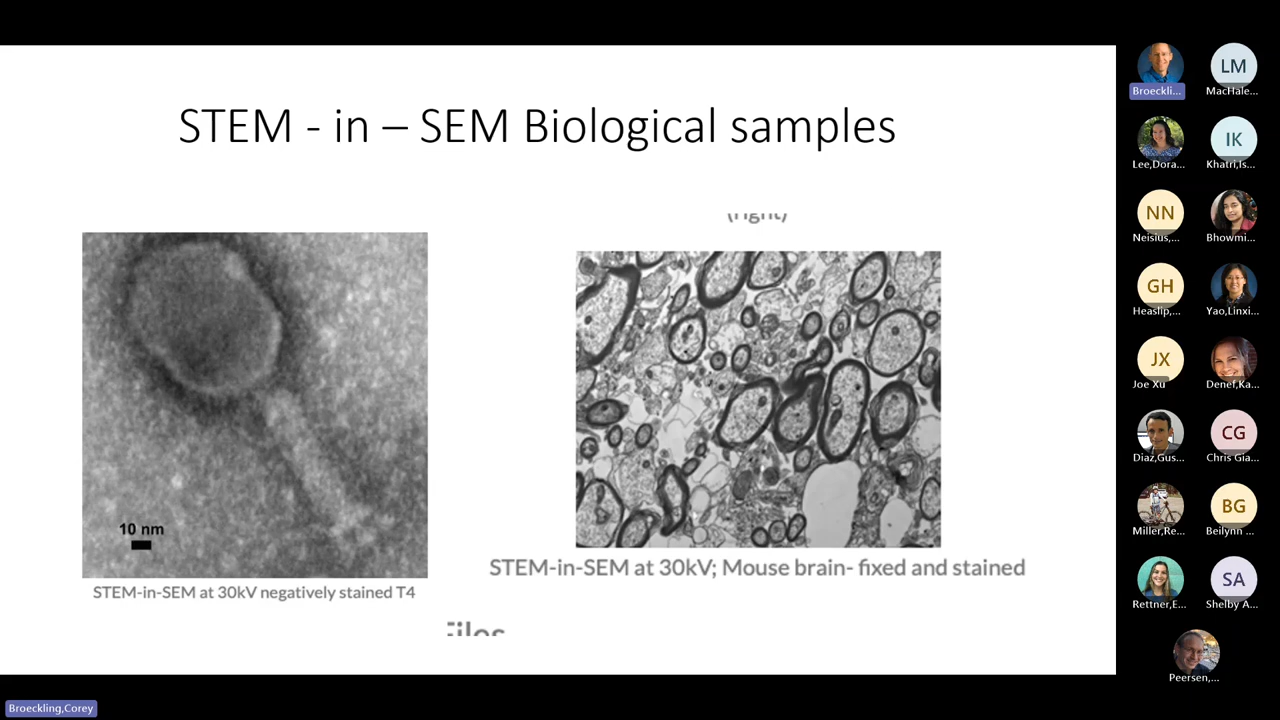 STEM - in – SEM Biological samples
(right)
10 nm
STEM-in-SEM at 30kV negatively stained T4
STEM-in-SEM at 30kV; Mouse brain- fixed and stained
Files
Broeckli...
LM
MacHale...
Lee,Dora...
IK
Khatri,Is...
NN
Neisius,...
Bhowmi...
GH
Heaslip,...
Yao,Linxi...
JX
Joe Xu
Denef,Ka...
Diaz,Gus...
CG
Chris Gia...
Miller,Re...
BG
Beilynn ...
Rettner,E...
SA
Shelby A...
Peersen,...
Broeckling,Corey